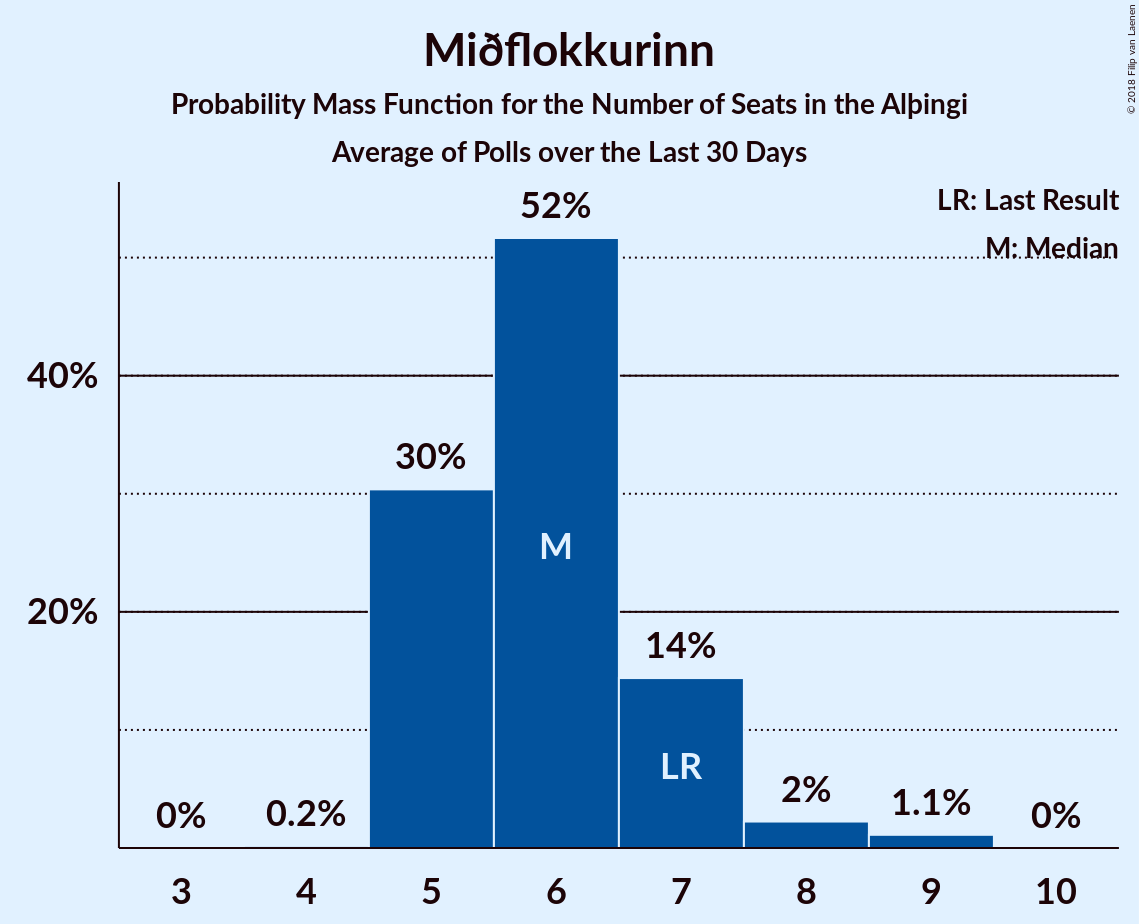 Miðflokkurinn
Probability Mass Function for the Number of Seats in the Alþingi
Average of Polls over the Last 30 Days
© 2018 Filip van Laenen
LR: Last Result
M: Median
52%
40%
30%
M
20%
14%
LR
0%
0.2%
2%
1.1%
0%
3 4 5 6 7 8 9 10